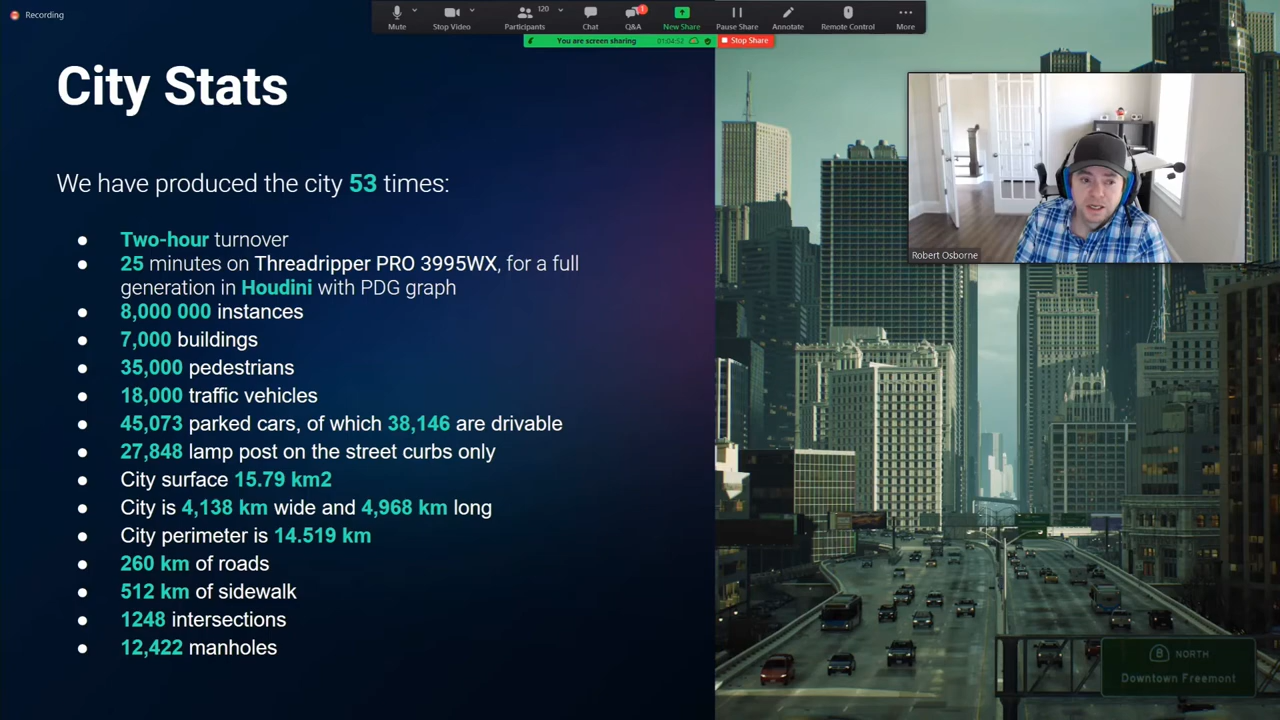 Recording
Mute
Stop Video
Participants
120
Chat
Q&A
1
New Share
Pause Share
Annotate
Remote Control
More
You are screen sharing
01:04:52
Stop Share
City Stats
We have produced the city 53 times:
Two-hour turnover
25 minutes on Threadripper PRO 3995WX, for a full
generation in Houdini with PDG graph
8,000 000 instances
7,000 buildings
35,000 pedestrians
18,000 traffic vehicles
45,073 parked cars, of which 38,146 are drivable
27,848 lamp post on the street curbs only
City surface 15.79 km2
City is 4,138 km wide and 4,968 km long
City perimeter is 14.519 km
260 km of roads
512 km of sidewalk
1248 intersections
12,422 manholes
Robert Osborne
B NORTH
Downtown Freemont